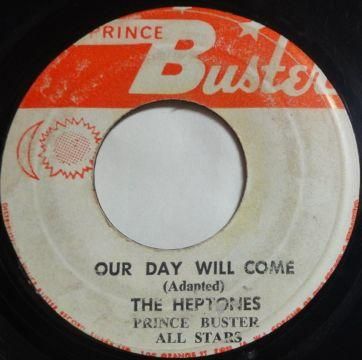 PRINCE
Buster
OUR DAY WILL COME
(Adapted)
THE HEPTONES
PRINCE BUSTER
ALL STARS